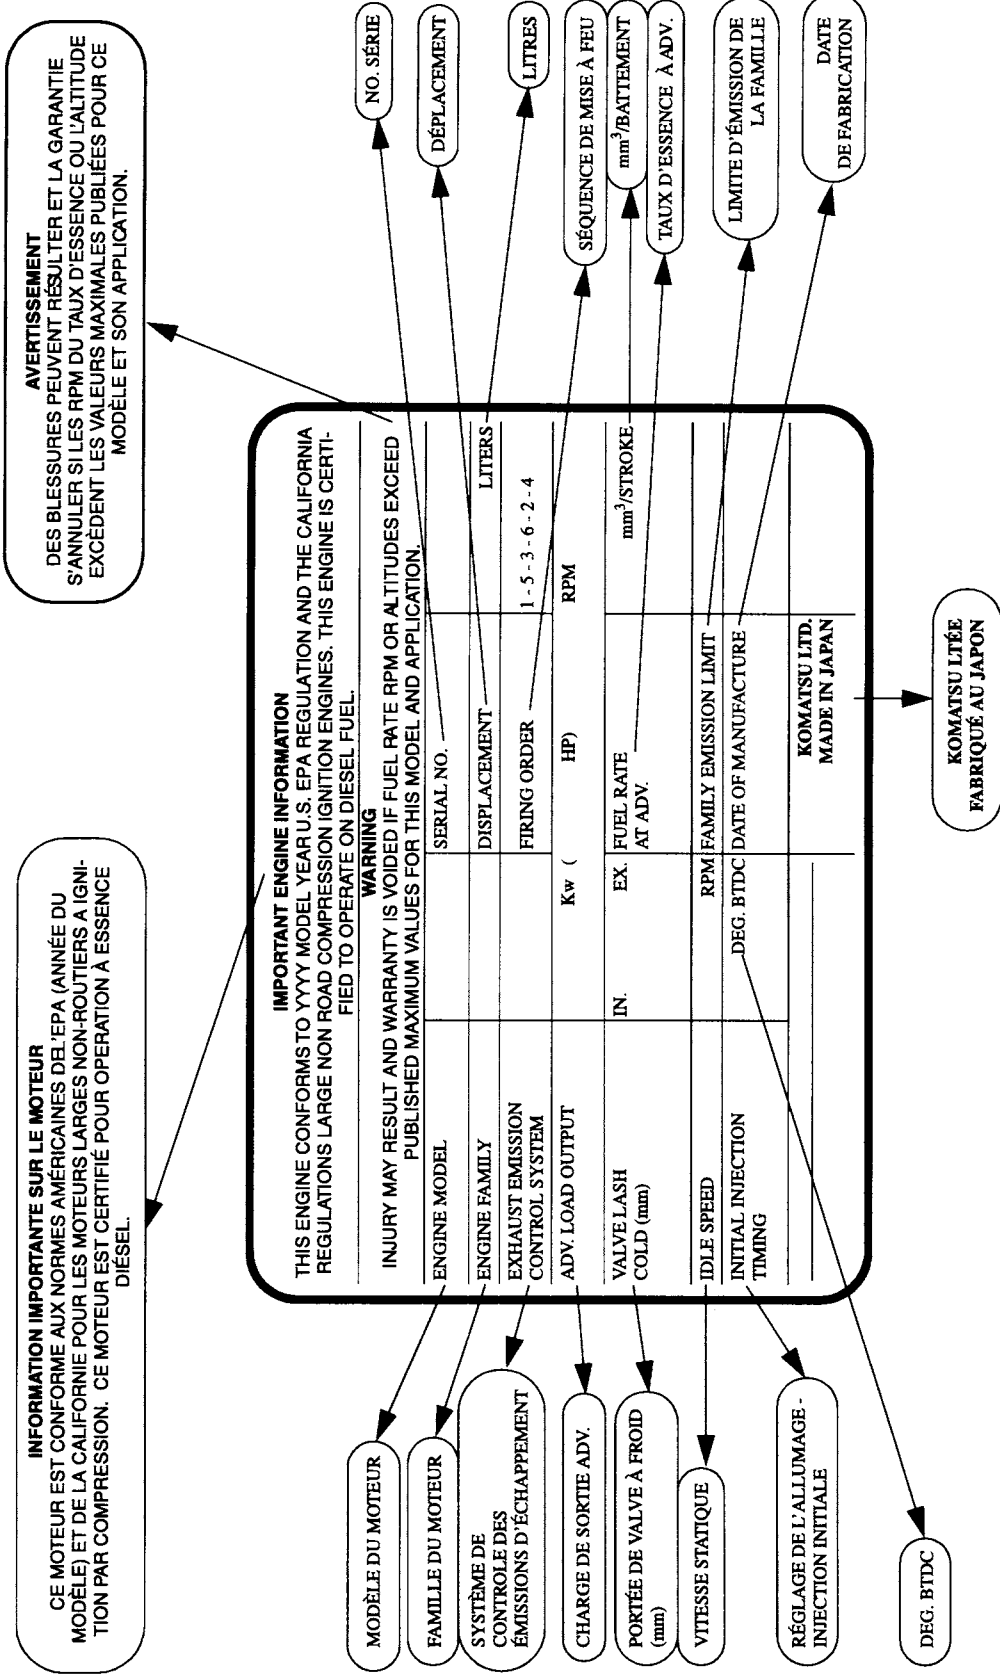 INFORMATION IMPORTANTE SUR LE MOTEUR
CE MOTEUR EST CONFORME AUX NORMES AMÉRICAINES DE L'EPA (ANNÉE DU
MODÈLE) ET DE LA CALIFORNIE POUR LES MOTEURS LARGES NON-ROUTIERS A IGNI-
TION PAR COMPRESSION. CE MOTEUR EST CERTIFIÉ POUR OPERATION À ESSENCE
DIÉSEL.
AVERTISSEMENT
DES BLESSURES PEUVENT RÉSULTER ET LA GARANTIE
S'ANNULER SI LES RPM DU TAUX D'ESSENCE OU L'ALTITUDE
EXCÈDENT LES VALEURS MAXIMALES PUBLIÉES POUR CE
MODÈLE ET SON APPLICATION.
MODÈLE DU MOTEUR
FAMILLE DU MOTEUR
SYSTÈME DE
CONTROLE DES
ÉMISSIONS D'ÉCHAPPEMENT
CHARGE DE SORTIE ADV.
PORTÉE DE VALVE À FROID
(mm)
VITESSE STATIQUE
RÉGLAGE DE L'ALLUMAGE -
INJECTION INITIALE
DEG. BTDC
IMPORTANT ENGINE INFORMATION
THIS ENGINE CONFORMS TO YYYY MODEL YEAR U.S. EPA REGULATION AND THE CALIFORNIA
REGULATIONS LARGE NON ROAD COMPRESSION IGNITION ENGINES. THIS ENGINE IS CERTI-
FIED TO OPERATE ON DIESEL FUEL.
WARNING
INJURY MAY RESULT AND WARRANTY IS VOIDED IF FUEL RATE RPM OR ALTITUDES EXCEED
PUBLISHED MAXIMUM VALUES FOR THIS MODEL AND APPLICATION.
ENGINE MODEL SERIAL NO.
ENGINE FAMILY DISPLACEMENT LITERS
EXHAUST EMISSION
CONTROL SYSTEM FIRING ORDER 1 - 5 - 3 - 6 - 2 - 4
ADV. LOAD OUTPUT Kw ( HP) RPM
VALVE LASH
COLD (mm) IN. EX. FUEL RATE
AT ADV. mm³/STROKE
IDLE SPEED RPM FAMILY EMISSION LIMIT
INITIAL INJECTION
TIMING DEG. BTDC DATE OF MANUFACTURE
KOMATSU LTD.
MADE IN JAPAN
NO. SÉRIE
DÉPLACEMENT
LITRES
SÉQUENCE DE MISE À FEU
mm³/BATTEMENT
TAUX D'ESSENCE À ADV.
LIMITE D'ÉMISSION DE
LA FAMILLE
DATE
DE FABRICATION
KOMATSU LTÉE
FABRIQUÉ AU JAPON